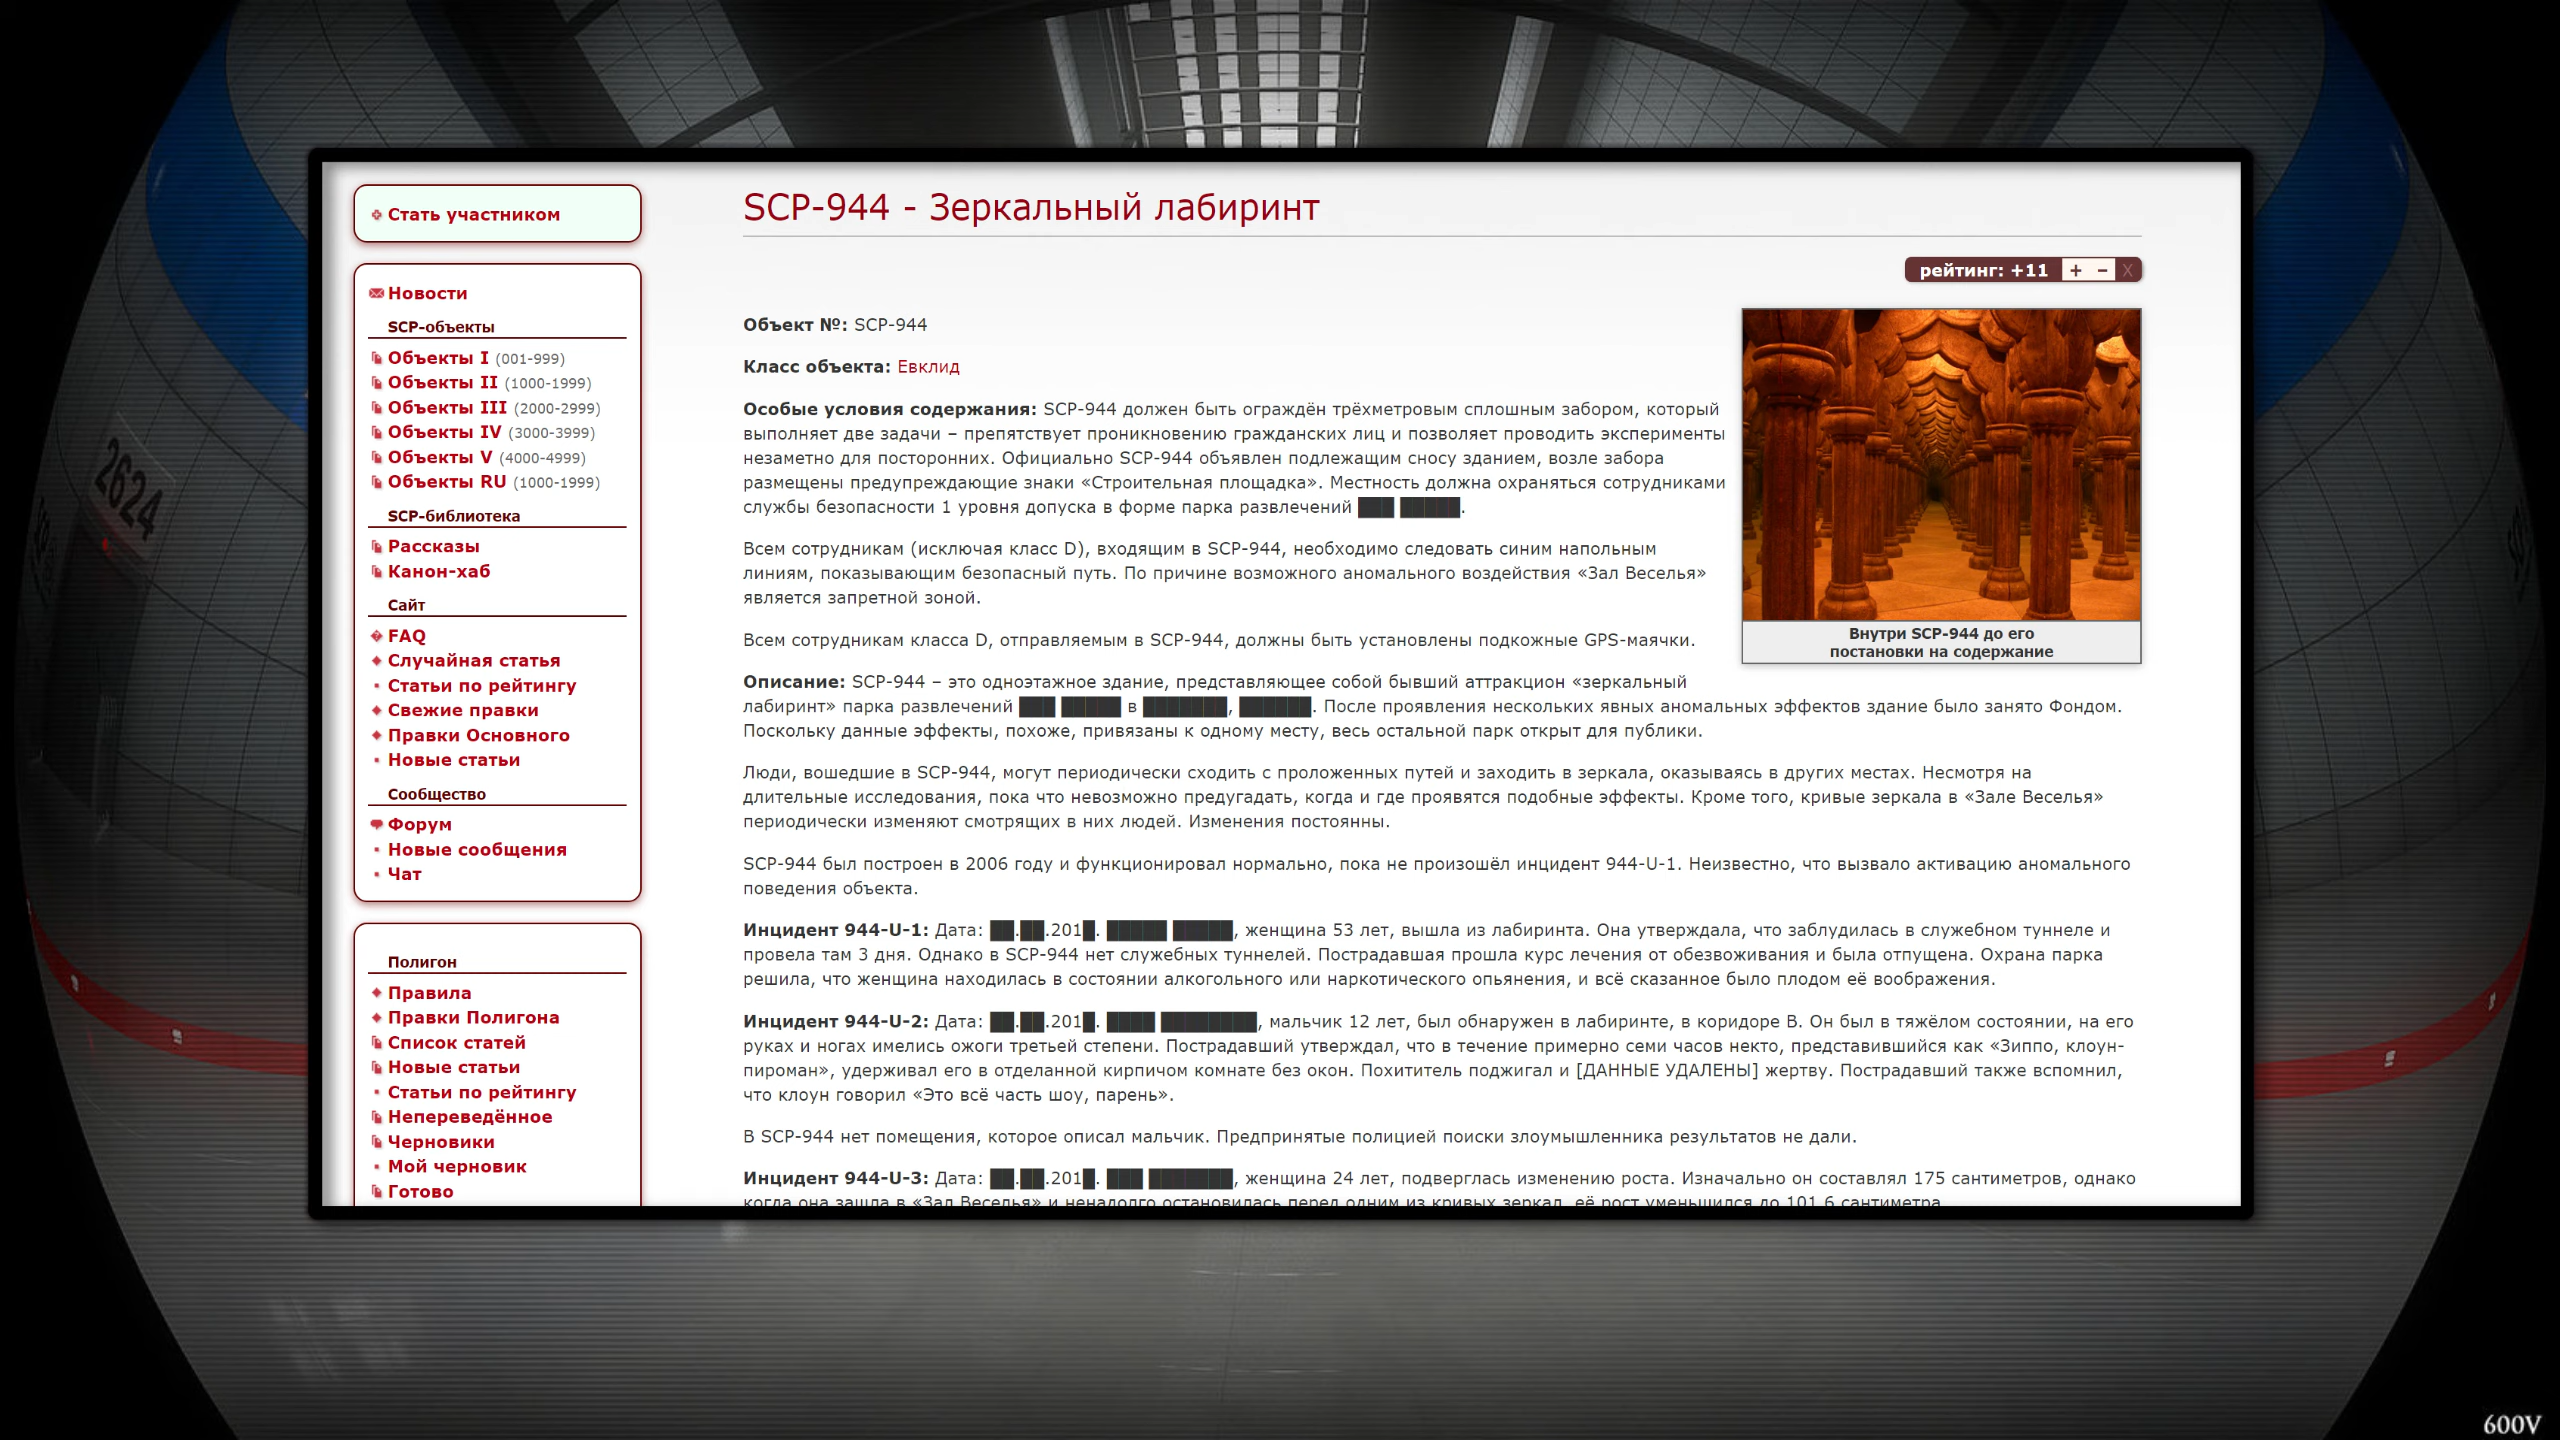 Стать участником
Новости
SCP-объекты
Объекты I (001-999)
Объекты II (1000-1999)
Объекты III (2000-2999)
Объекты IV (3000-3999)
Объекты V (4000-4999)
Объекты RU (1000-1999)
SCP-библиотека
Рассказы
Канон-хаб
Сайт
FAQ
Случайная статья
Статьи по рейтингу
Свежие правки
Правки Основного
Новые статьи
Сообщество
Форум
Новые сообщения
Чат
Полигон
Правила
Правки Полигона
Список статей
Новые статьи
Статьи по рейтингу
Непереведённое
Черновики
Мой черновик
Готово
SCP-944 - Зеркальный лабиринт
рейтинг: +11 + – X
Объект №: SCP-944
Класс объекта: Евклид
Особые условия содержания: SCP-944 должен быть ограждён трёхметровым сплошным забором, который
выполняет две задачи – препятствует проникновению гражданских лиц и позволяет проводить эксперименты
незаметно для посторонних. Официально SCP-944 объявлен подлежащим сносу зданием, возле забора
размещены предупреждающие знаки «Строительная площадка». Местность должна охраняться сотрудниками
службы безопасности 1 уровня допуска в форме парка развлечений ███ █████.
Всем сотрудникам (исключая класс D), входящим в SCP-944, необходимо следовать синим напольным
линиям, показывающим безопасный путь. По причине возможного аномального воздействия «Зал Веселья»
является запретной зоной.
Всем сотрудникам класса D, отправляемым в SCP-944, должны быть установлены подкожные GPS-маячки.
Внутри SCP-944 до его
постановки на содержание
Описание: SCP-944 – это одноэтажное здание, представляющее собой бывший аттракцион «зеркальный
лабиринт» парка развлечений ███ █████ в ███████, ██████. После проявления нескольких явных аномальных эффектов здание было занято Фондом.
Поскольку данные эффекты, похоже, привязаны к одному месту, весь остальной парк открыт для публики.
Люди, вошедшие в SCP-944, могут периодически сходить с проложенных путей и заходить в зеркала, оказываясь в других местах. Несмотря на
длительные исследования, пока что невозможно предугадать, когда и где проявятся подобные эффекты. Кроме того, кривые зеркала в «Зале Веселья»
периодически изменяют смотрящих в них людей. Изменения постоянны.
SCP-944 был построен в 2006 году и функционировал нормально, пока не произошёл инцидент 944-U-1. Неизвестно, что вызвало активацию аномального
поведения объекта.
Инцидент 944-U-1: Дата: ██.██.201█. █████ █████, женщина 53 лет, вышла из лабиринта. Она утверждала, что заблудилась в служебном туннеле и
провела там 3 дня. Однако в SCP-944 нет служебных туннелей. Пострадавшая прошла курс лечения от обезвоживания и была отпущена. Охрана парка
решила, что женщина находилась в состоянии алкогольного или наркотического опьянения, и всё сказанное было плодом её воображения.
Инцидент 944-U-2: Дата: ██.██.201█. ████ ████████, мальчик 12 лет, был обнаружен в лабиринте, в коридоре B. Он был в тяжёлом состоянии, на его
руках и ногах имелись ожоги третьей степени. Пострадавший утверждал, что в течение примерно семи часов некто, представившийся как «Зиппо, клоун-
пироман», удерживал его в отделанной кирпичом комнате без окон. Похититель поджигал и [ДАННЫЕ УДАЛЕНЫ] жертву. Пострадавший также вспомнил,
что клоун говорил «Это всё часть шоу, парень».
В SCP-944 нет помещения, которое описал мальчик. Предпринятые полицией поиски злоумышленника результатов не дали.
Инцидент 944-U-3: Дата: ██.██.201█. ███ ███████, женщина 24 лет, подверглась изменению роста. Изначально он составлял 175 сантиметров, однако
когда она зашла в «Зал Веселья» и ненадолго остановилась перед одним из кривых зеркал, её рост уменьшился до 101,6 сантиметра.
2624
600V